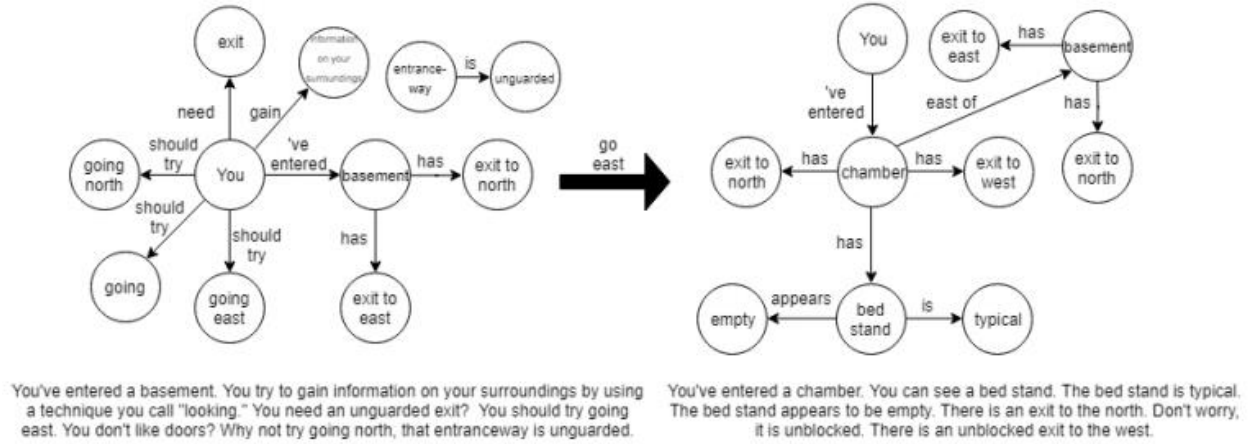 exit
information
on your
surroundings
entrance-
way
is
unguarded
need
gain
should
try
going
north
You
've
entered
basement
has
exit to
north
should
try
going
should
try
going
east
has
exit to
east
go
east
You
exit to
east
has
basement
've
entered
east of
has
exit to
north
has
chamber
has
exit to
west
exit to
north
has
empty
appears
bed
stand
is
typical
You've entered a basement. You try to gain information on your surroundings by using
a technique you call "looking." You need an unguarded exit? You should try going
east. You don't like doors? Why not try going north, that entranceway is unguarded.
You've entered a chamber. You can see a bed stand. The bed stand is typical.
The bed stand appears to be empty. There is an exit to the north. Don't worry,
it is unblocked. There is an unblocked exit to the west.